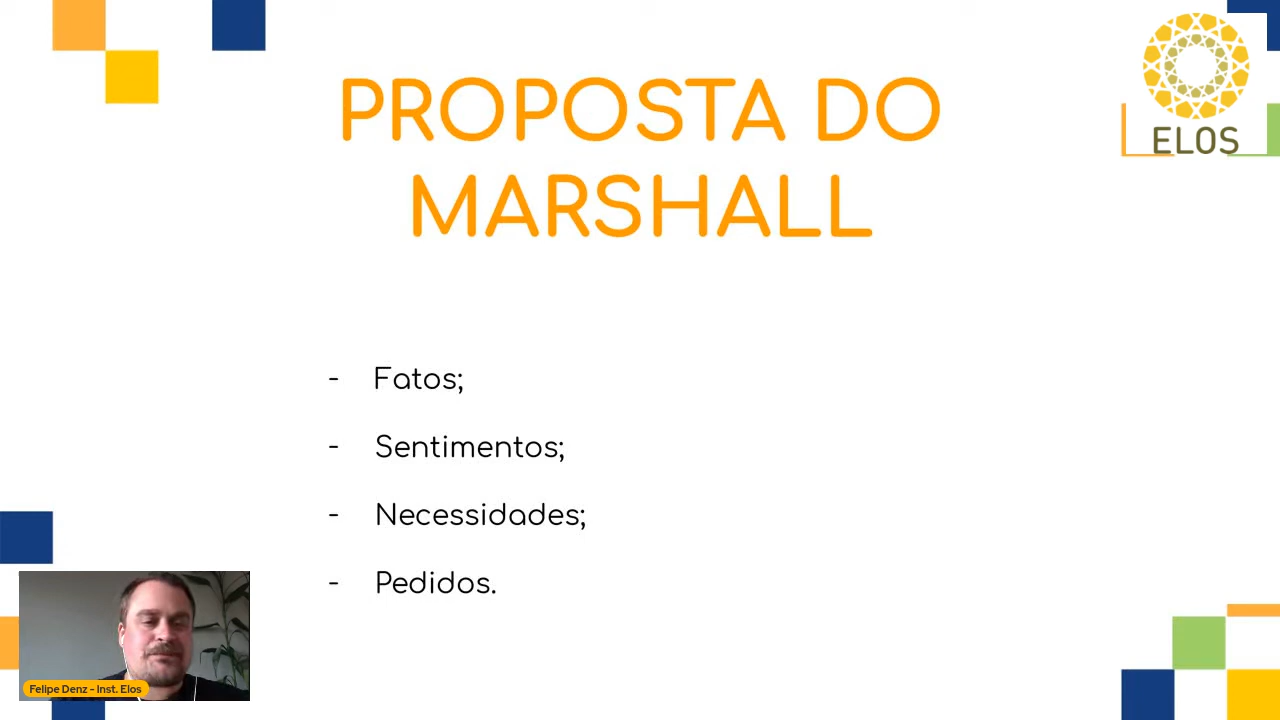 PROPOSTA DO
MARSHALL
ELOS
- Fatos;
- Sentimentos;
- Necessidades;
- Pedidos.
Felipe Denz - Inst. Elos